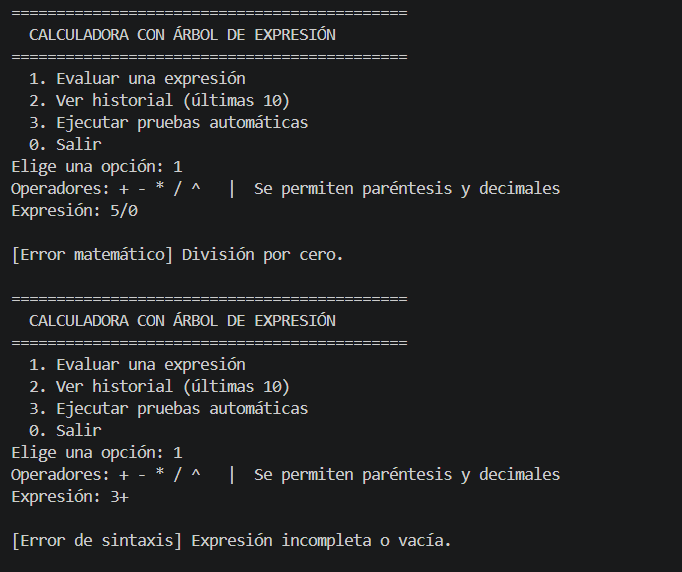 ============================================
CALCULADORA CON ÁRBOL DE EXPRESIÓN
============================================
1. Evaluar una expresión
2. Ver historial (últimas 10)
3. Ejecutar pruebas automáticas
0. Salir
Elige una opción: 1
Operadores: + - * / ^   |  Se permiten paréntesis y decimales
Expresión: 5/0
[Error matemático] División por cero.
============================================
CALCULADORA CON ÁRBOL DE EXPRESIÓN
============================================
1. Evaluar una expresión
2. Ver historial (últimas 10)
3. Ejecutar pruebas automáticas
0. Salir
Elige una opción: 1
Operadores: + - * / ^   |  Se permiten paréntesis y decimales
Expresión: 3+
[Error de sintaxis] Expresión incompleta o vacía.